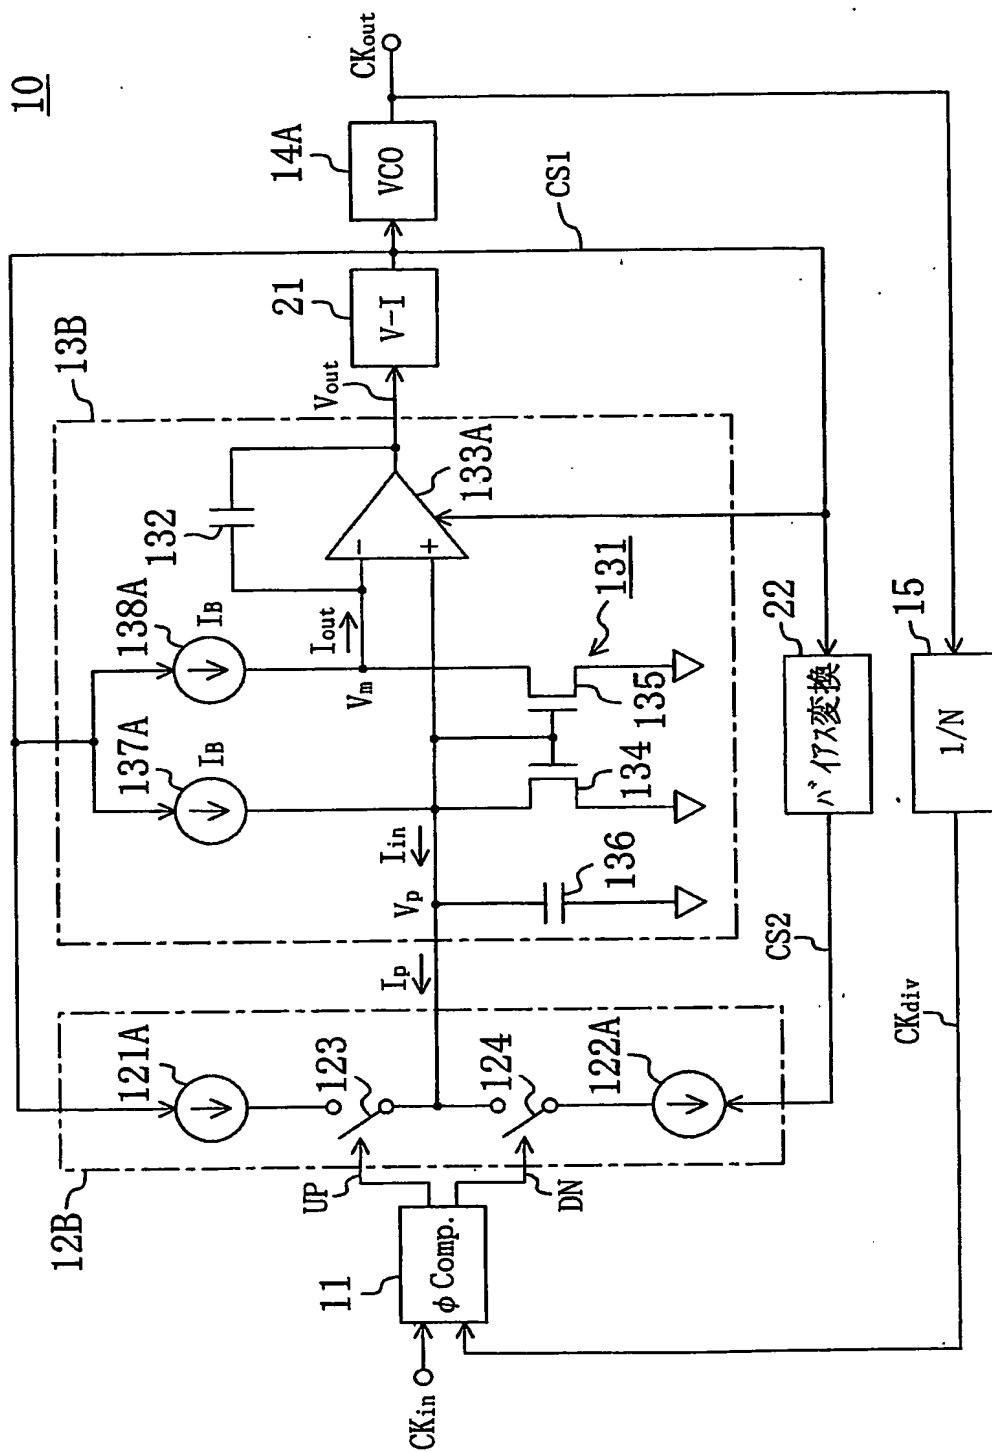 10
CKin
11
φ Comp.
UP
DN
12B
121A
123
124
122A
Ip
13B
137A
IB
138A
IB
Iin
Vp
136
Iout
Vm
134
135
131
132
−
+
133A
Vout
21
V-I
14A
VCO
CKout
CS1
22
バイアス変換
CS2
15
1/N
CKdiv